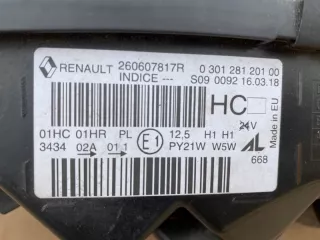 RENAULT 260607817R 0 301 281 201 00
INDICE --- S09 0092 16.03.18
HC
01HC 01HR PL E1 12,5 H1 H1 24V
3434 02A 01 1 PY21W W5W AL
668
Made in EU